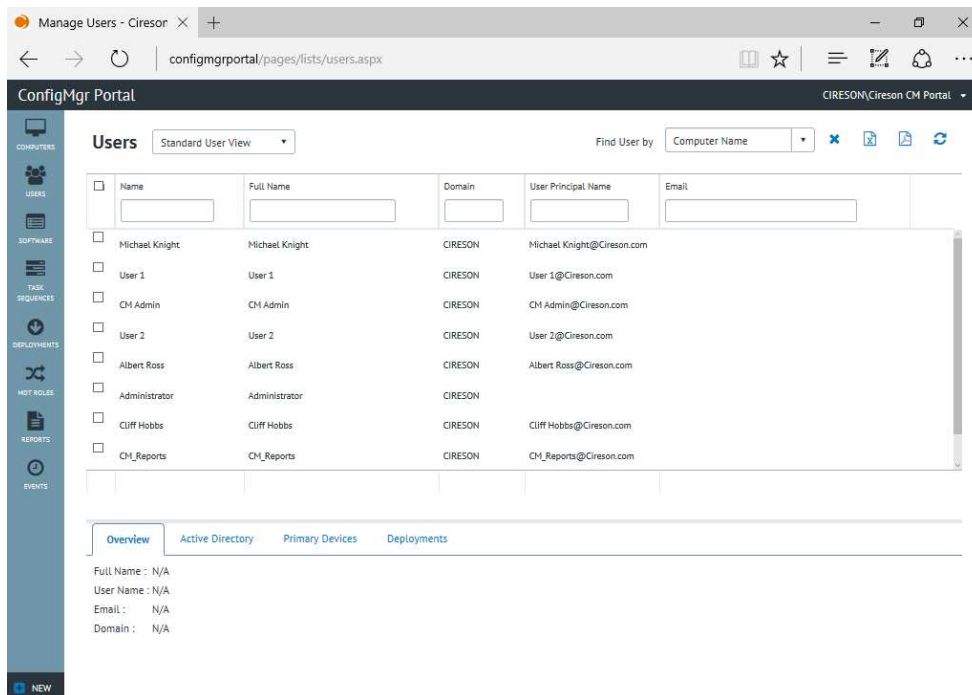 Manage Users - Cireson
configmgrportal/pages/lists/users.aspx
ConfigMgr Portal
CIRESON\Cireson CM Portal
COMPUTERS
USERS
SOFTWARE
TASK
SEQUENCES
DEPLOYMENTS
MDT ROLES
REPORTS
EVENTS
NEW
Users
Standard User View
Find User by
Computer Name
Name Full Name Domain User Principal Name Email
Michael Knight Michael Knight CIRESON Michael Knight@Cireson.com
User 1 User 1 CIRESON User 1@Cireson.com
CM Admin CM Admin CIRESON CM Admin@Cireson.com
User 2 User 2 CIRESON User 2@Cireson.com
Albert Ross Albert Ross CIRESON Albert Ross@Cireson.com
Administrator Administrator CIRESON
Cliff Hobbs Cliff Hobbs CIRESON Cliff Hobbs@Cireson.com
CM_Reports CM_Reports CIRESON CM_Reports@Cireson.com
Overview Active Directory Primary Devices Deployments
Full Name : N/A
User Name : N/A
Email : N/A
Domain : N/A